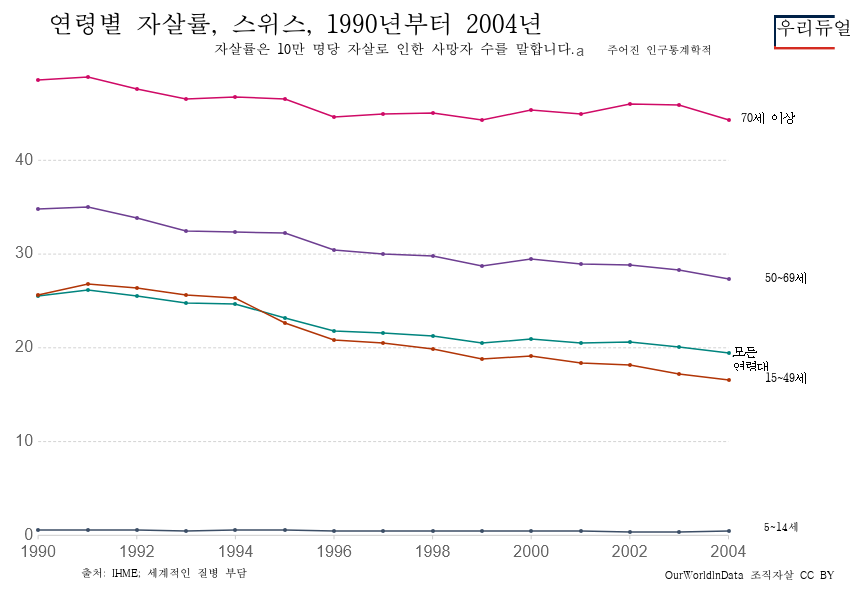 연령별 자살률, 스위스, 1990년부터 2004년
우리듀얼
자살률은 10만 명당 자살로 인한 사망자 수를 말합니다.a 주어진 인구통계학적
70세 이상
40
30
50~69세
20
모든
연령대
15~49세
10
5~14세
0
1990 1992 1994 1996 1998 2000 2002 2004
출처: IHME; 세계적인 질병 부담
OurWorldInData 조직자살 CC BY